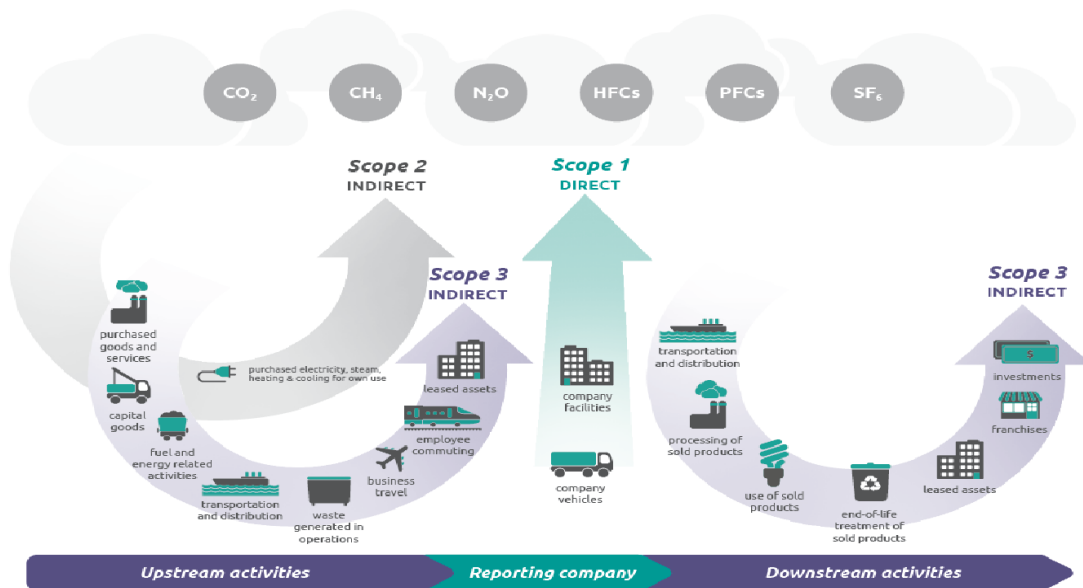 CO₂
CH₄
N₂O
HFCs
PFCs
SF₆
Scope 2
INDIRECT
Scope 1
DIRECT
Scope 3
INDIRECT
Scope 3
INDIRECT
purchased
goods and
services
capital
goods
fuel and
energy related
activities
transportation
and distribution
waste
generated in
operations
business
travel
employee
commuting
leased assets
purchased electricity, steam,
heating & cooling for own use
company
facilities
company
vehicles
transportation
and distribution
processing of
sold products
use of sold
products
end-of-life
treatment of
sold products
leased assets
franchises
$
investments
Upstream activities
Reporting company
Downstream activities